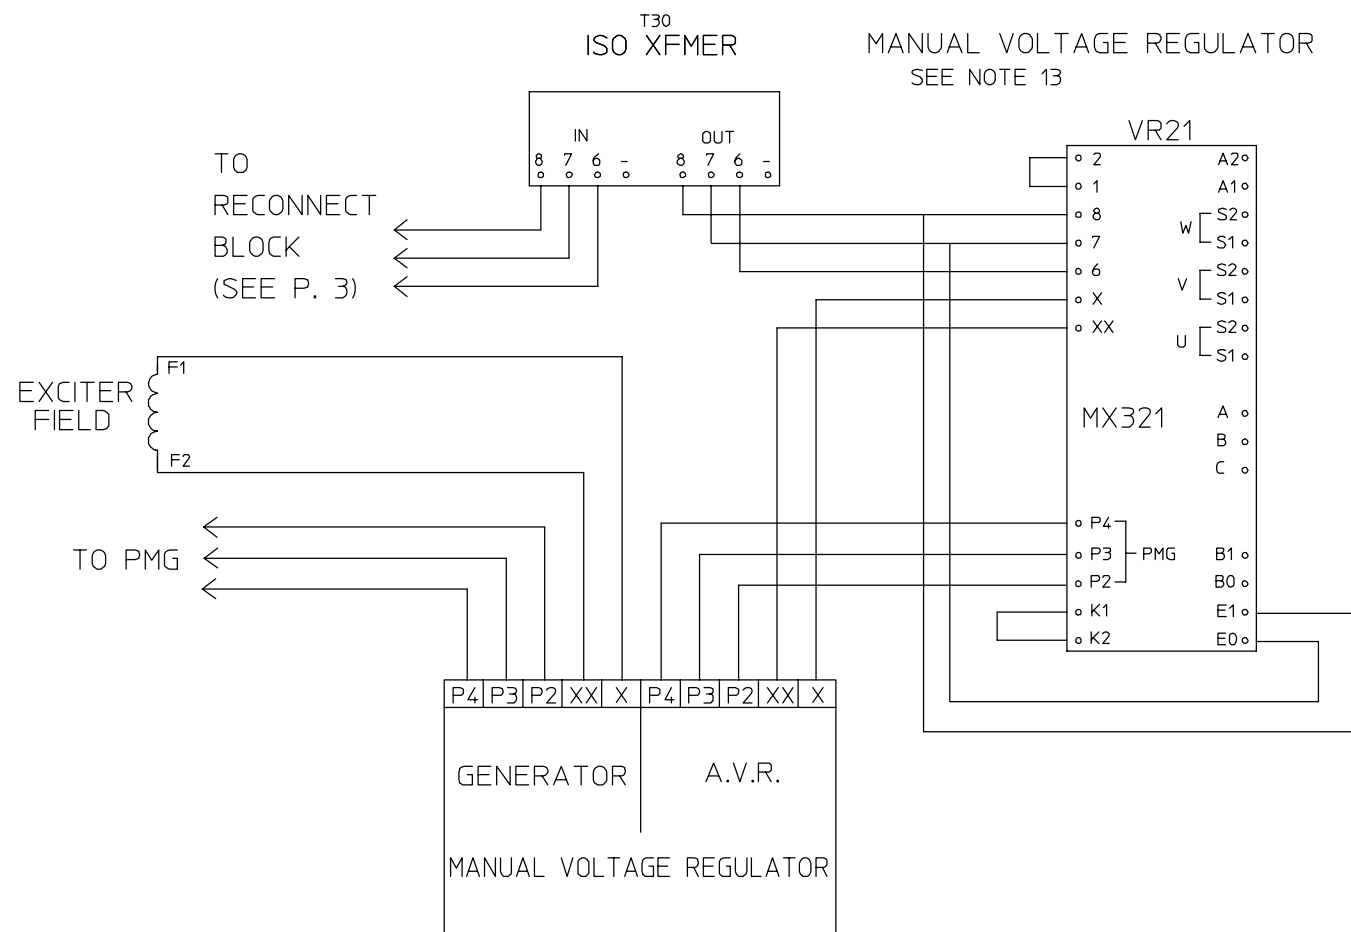 T30
ISO XFMER
MANUAL VOLTAGE REGULATOR
SEE NOTE 13
IN
OUT
8 7 6 - 8 7 6 -
TO
RECONNECT
BLOCK
(SEE P. 3)
VR21
2 A2
1 A1
8 S2
W
7 S1
6 S2
V
X S1
XX S2
U
S1
MX321
A
B
C
P4
P3 PMG B1
P2 B0
K1 E1
K2 E0
F1
EXCITER
FIELD
F2
TO PMG
P4 P3 P2 XX X P4 P3 P2 XX X
GENERATOR A.V.R.
MANUAL VOLTAGE REGULATOR